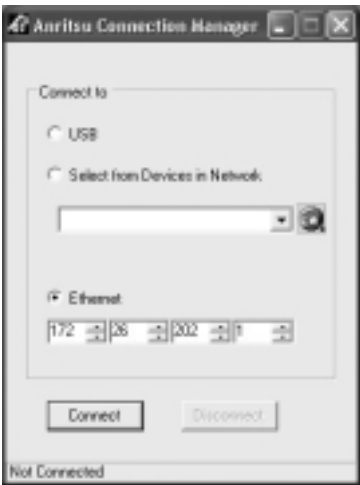 Anritsu Connection Manager
Connect to
USB
Select from Devices in Network
Ethernet
172 26 202 1
Connect Disconnect
Not Connected